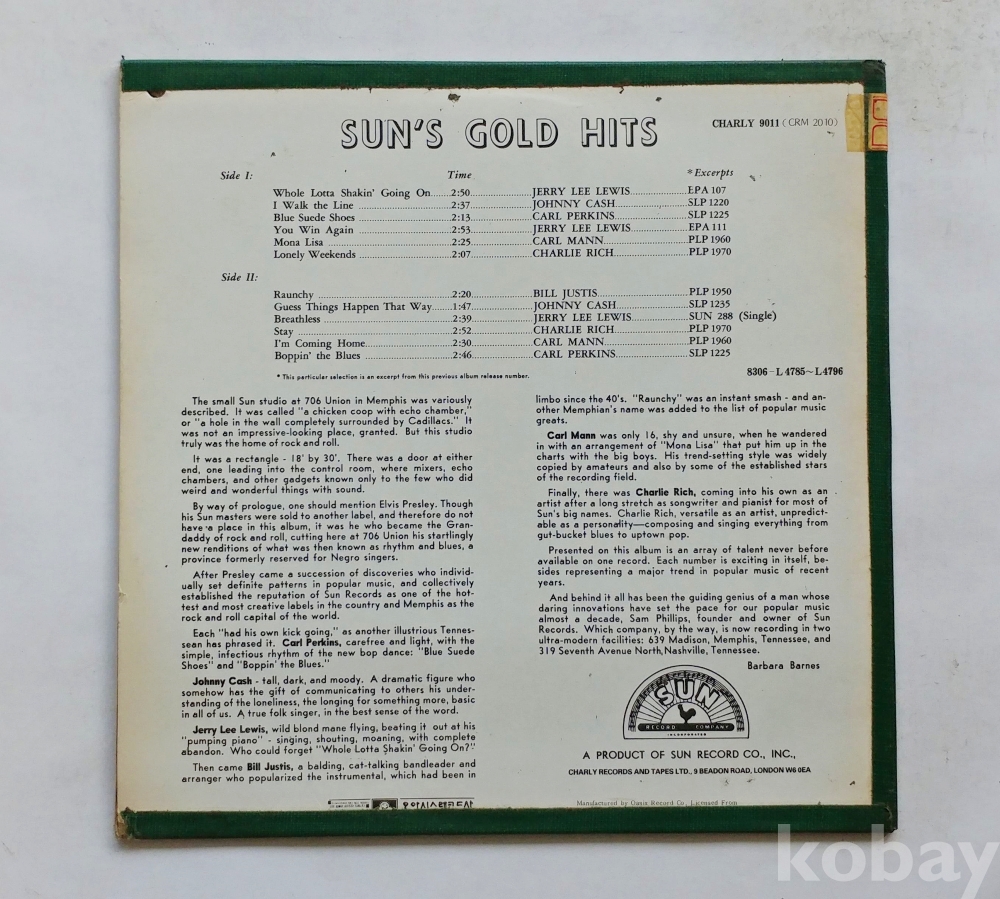 SUN'S GOLD HITS
CHARLY 9011 (CRM 2010)
Side I: Time *Excerpts
Whole Lotta Shakin' Going On.....2:50....................JERRY LEE LEWIS....................EPA 107
I Walk the Line ....................2:37....................JOHNNY CASH....................SLP 1220
Blue Suede Shoes ....................2:13....................CARL PERKINS....................SLP 1225
You Win Again ....................2:53....................JERRY LEE LEWIS....................EPA 111
Mona Lisa ....................2:25....................CARL MANN....................PLP 1960
Lonely Weekends ....................2:07....................CHARLIE RICH....................PLP 1970
Side II:
Raunchy ....................2:20....................BILL JUSTIS....................PLP 1950
Guess Things Happen That Way......1:47....................JOHNNY CASH....................SLP 1235
Breathless ....................2:39....................JERRY LEE LEWIS....................SUN 288 (Single)
Stay ....................2:52....................CHARLIE RICH....................PLP 1970
I'm Coming Home....................2:30....................CARL MANN....................PLP 1960
Boppin' the Blues ....................2:46....................CARL PERKINS....................SLP 1225
* This particular selection is an excerpt from this previous album release number.
8306-L4785~L4796
The small Sun studio at 706 Union in Memphis was variously
described. It was called "a chicken coop with echo chamber,"
or "a hole in the wall completely surrounded by Cadillacs." It
was not an impressive-looking place, granted. But this studio
truly was the home of rock and roll.
It was a rectangle - 18' by 30'. There was a door at either
end, one leading into the control room, where mixers, echo
chambers, and other gadgets known only to the few who did
weird and wonderful things with sound.
By way of prologue, one should mention Elvis Presley. Though
his Sun masters were sold to another label, and therefore do not
have a place in this album, it was he who became the Gran-
daddy of rock and roll, cutting here at 706 Union his startlingly
new renditions of what was then known as rhythm and blues, a
province formerly reserved for Negro singers.
After Presley came a succession of discoveries who individ-
ually set definite patterns in popular music, and collectively
established the reputation of Sun Records as one of the hot-
test and most creative labels in the country and Memphis as the
rock and roll capital of the world.
Each "had his own kick going," as another illustrious Tennes-
sean has phrased it. Carl Perkins, carefree and light, with the
simple, infectious rhythm of the new bop dance: "Blue Suede
Shoes" and "Boppin' the Blues."
Johnny Cash - tall, dark, and moody. A dramatic figure who
somehow has the gift of communicating to others his under-
standing of the loneliness, the longing for something more, basic
in all of us. A true folk singer, in the best sense of the word.
Jerry Lee Lewis, wild blond mane flying, beating it out at his
"pumping piano" - singing, shouting, moaning, with complete
abandon. Who could forget "Whole Lotta Shakin' Going On?"
Then came Bill Justis, a balding, cat-talking bandleader and
arranger who popularized the instrumental, which had been in
limbo since the 40's. "Raunchy" was an instant smash - and an-
other Memphian's name was added to the list of popular music
greats.
Carl Mann was only 16, shy and unsure, when he wandered
in with an arrangement of "Mona Lisa" that put him up in the
charts with the big boys. His trend-setting style was widely
copied by amateurs and also by some of the established stars
of the recording field.
Finally, there was Charlie Rich, coming into his own as an
artist after a long stretch as songwriter and pianist for most of
Sun's big names. Charlie Rich, versatile as an artist, unpredict-
able as a personality—composing and singing everything from
gut-bucket blues to uptown pop.
Presented on this album is an array of talent never before
available on one record. Each number is exciting in itself, be-
sides representing a major trend in popular music of recent
years.
And behind it all has been the guiding genius of a man whose
daring innovations have set the pace for our popular music
almost a decade, Sam Phillips, founder and owner of Sun
Records. Which company, by the way, is now recording in two
ultra-modern facilities: 639 Madison, Memphis, Tennessee, and
319 Seventh Avenue North, Nashville, Tennessee.
Barbara Barnes
SUN
RECORD COMPANY
INCORPORATED
A PRODUCT OF SUN RECORD CO., INC.,
CHARLY RECORDS AND TAPES LTD., 9 BEADON ROAD, LONDON W6 0EA
Manufactured by Oasis Record Co. Licensed From
kobay